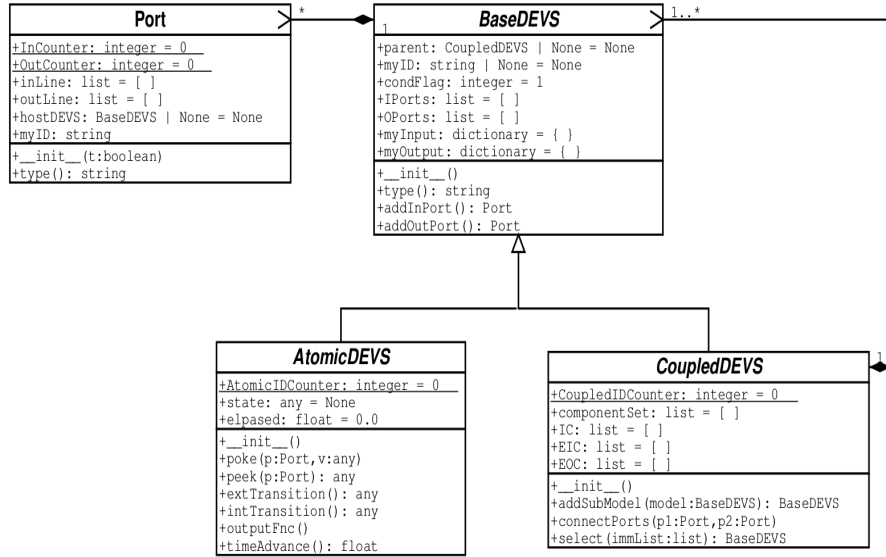 Port
+InCounter: integer = 0
+OutCounter: integer = 0
+inLine: list = [ ]
+outLine: list = [ ]
+hostDEVS: BaseDEVS | None = None
+myID: string
+__init__(t:boolean)
+type(): string
*
1
BaseDEVS
+parent: CoupledDEVS | None = None
+myID: string | None = None
+condFlag: integer = 1
+IPorts: list = [ ]
+OPorts: list = [ ]
+myInput: dictionary = { }
+myOutput: dictionary = { }
+__init__()
+type(): string
+addInPort(): Port
+addOutPort(): Port
1..*
AtomicDEVS
+AtomicIDCounter: integer = 0
+state: any = None
+elpased: float = 0.0
+__init__()
+poke(p:Port,v:any)
+peek(p:Port): any
+extTransition(): any
+intTransition(): any
+outputFnc()
+timeAdvance(): float
CoupledDEVS
1
+CoupledIDCounter: integer = 0
+componentSet: list = [ ]
+IC: list = [ ]
+EIC: list = [ ]
+EOC: list = [ ]
+__init__()
+addSubModel(model:BaseDEVS): BaseDEVS
+connectPorts(p1:Port,p2:Port)
+select(immList:list): BaseDEVS